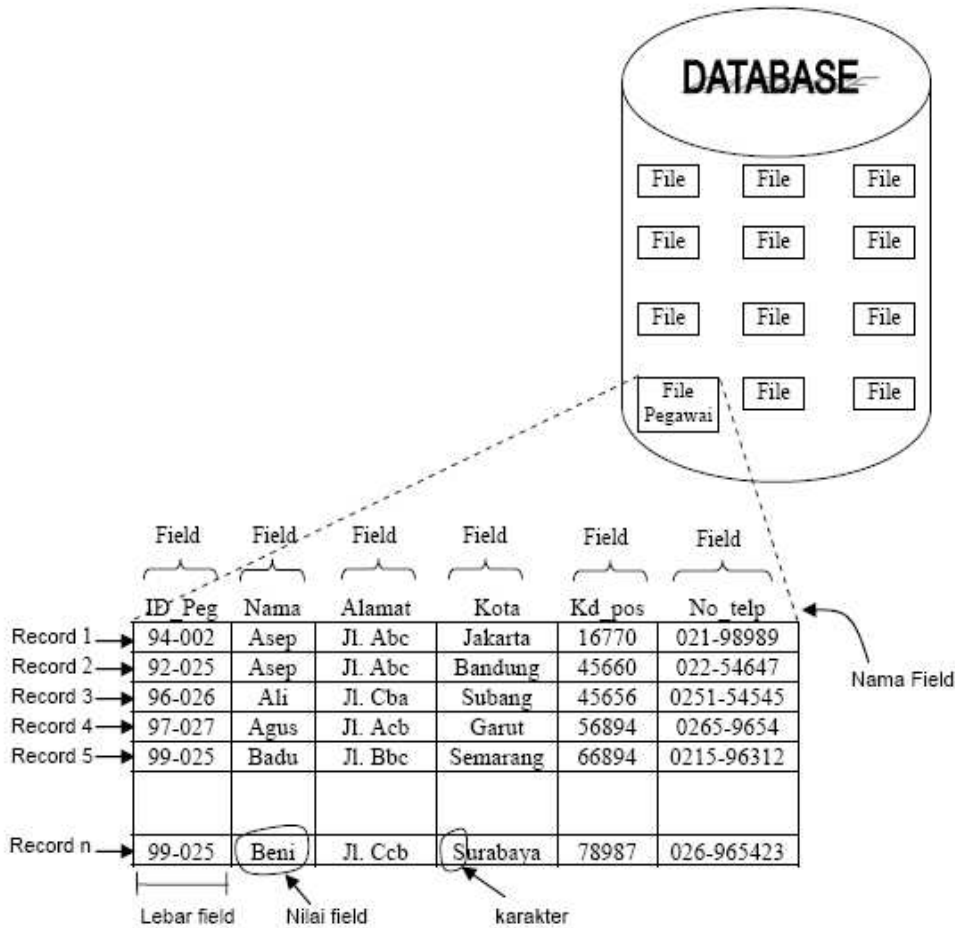 DATABASE
File File File
File File File
File File File
File Pegawai File File
Field Field Field Field Field Field
ID_Peg Nama Alamat Kota Kd_pos No_telp
Nama Field
Record 1 94-002 Asep Jl. Abc Jakarta 16770 021-98989
Record 2 92-025 Asep Jl. Abc Bandung 45660 022-54647
Record 3 96-026 Ali Jl. Cba Subang 45656 0251-54545
Record 4 97-027 Agus Jl. Acb Garut 56894 0265-9654
Record 5 99-025 Badu Jl. Bbc Semarang 66894 0215-96312
Record n 99-025 Beni Jl. Ccb Surabaya 78987 026-965423
Lebar field Nilai field karakter